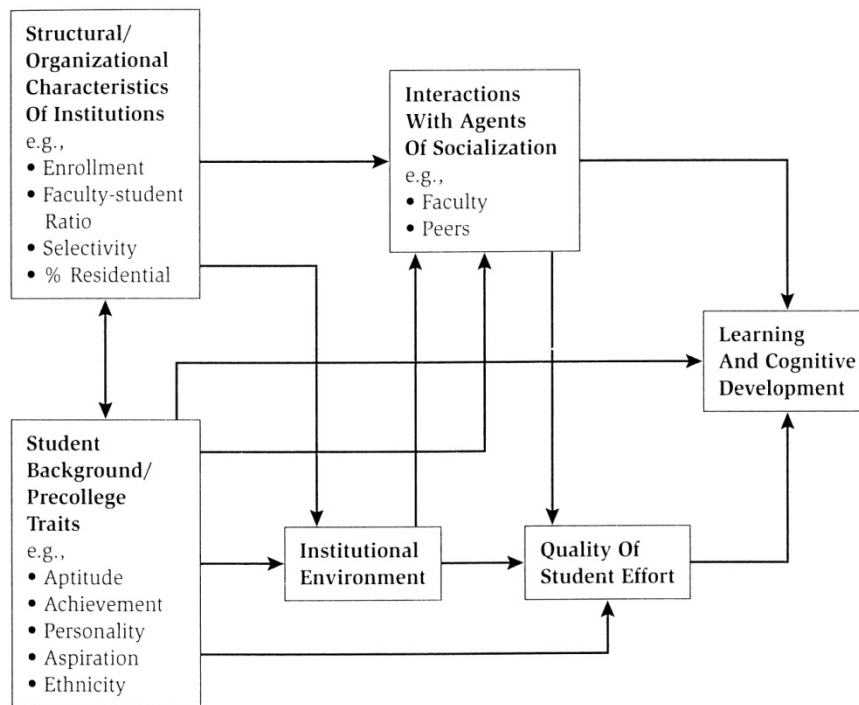 Structural/
Organizational
Characteristics
Of Institutions
e.g.,
• Enrollment
• Faculty-student
Ratio
• Selectivity
• % Residential
Interactions
With Agents
Of Socialization
e.g.,
• Faculty
• Peers
Learning
And Cognitive
Development
Student
Background/
Precollege
Traits
e.g.,
• Aptitude
• Achievement
• Personality
• Aspiration
• Ethnicity
Institutional
Environment
Quality Of
Student Effort